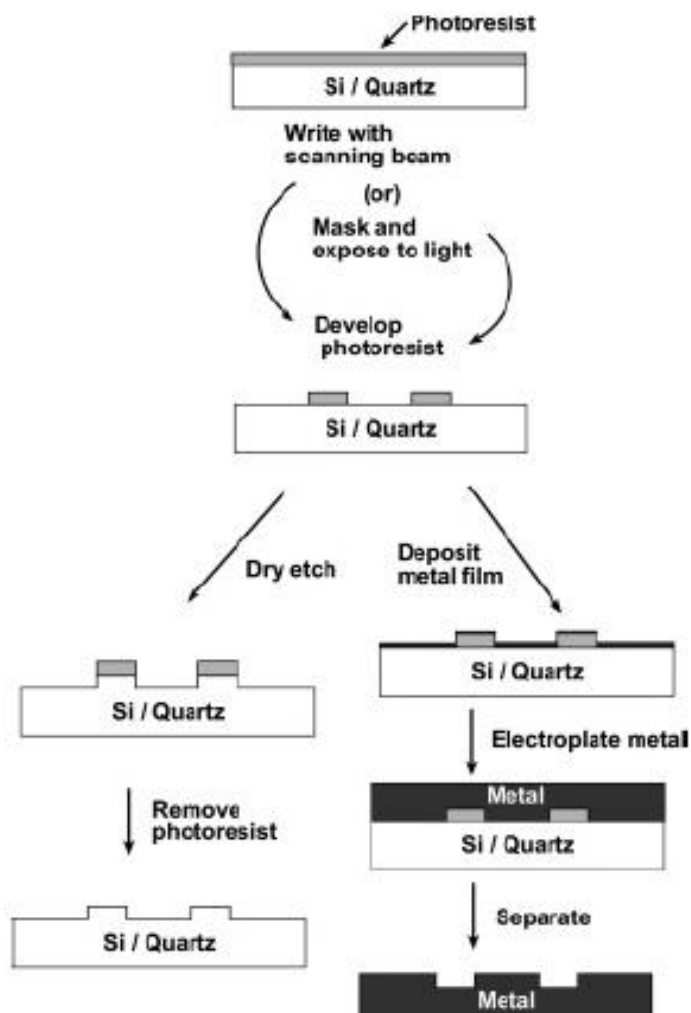 Photoresist
Si / Quartz
Write with
scanning beam
(or)
Mask and
expose to light
Develop
photoresist
Si / Quartz
Dry etch
Deposit
metal film
Si / Quartz
Si / Quartz
Electroplate metal
Remove
photoresist
Metal
Si / Quartz
Separate
Si / Quartz
Metal